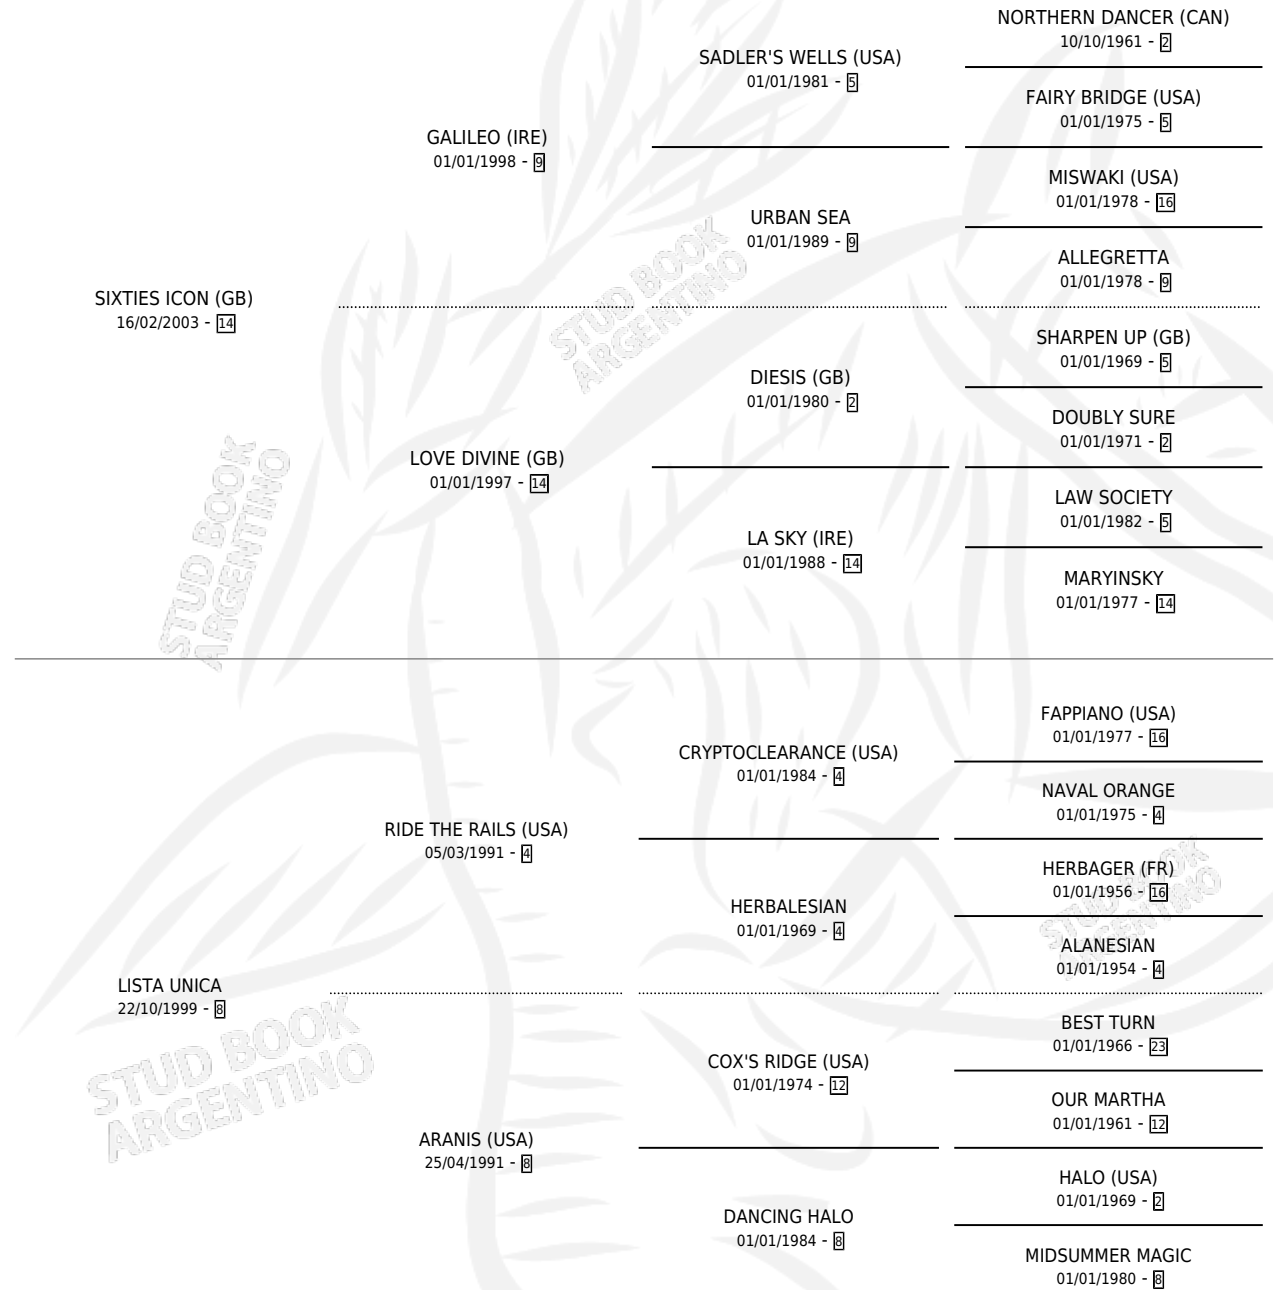 NORTHERN DANCER (CAN)
10/10/1961 - 2
SADLER'S WELLS (USA)
01/01/1981 - 5
FAIRY BRIDGE (USA)
01/01/1975 - 5
GALILEO (IRE)
01/01/1998 - 9
MISWAKI (USA)
01/01/1978 - 16
URBAN SEA
01/01/1989 - 9
ALLEGRETTA
01/01/1978 - 9
SIXTIES ICON (GB)
16/02/2003 - 14
STUD BOOK
ARGENTINO
SHARPEN UP (GB)
01/01/1969 - 5
DIESIS (GB)
01/01/1980 - 2
DOUBLY SURE
01/01/1971 - 2
LOVE DIVINE (GB)
01/01/1997 - 14
LAW SOCIETY
01/01/1982 - 5
LA SKY (IRE)
01/01/1988 - 14
MARYINSKY
01/01/1977 - 14
STUD BOOK
ARGENTINO
FAPPIANO (USA)
01/01/1977 - 16
CRYPTOCLEARANCE (USA)
01/01/1984 - 4
NAVAL ORANGE
01/01/1975 - 4
RIDE THE RAILS (USA)
05/03/1991 - 4
HERBAGER (FR)
01/01/1956 - 16
HERBALESIAN
01/01/1969 - 4
STUD BOOK
ARGENTINO
ALANESIAN
01/01/1954 - 4
LISTA UNICA
22/10/1999 - 8
BEST TURN
01/01/1966 - 23
STUD BOOK
ARGENTINO
COX'S RIDGE (USA)
01/01/1974 - 12
OUR MARTHA
01/01/1961 - 12
ARANIS (USA)
25/04/1991 - 8
HALO (USA)
01/01/1969 - 2
DANCING HALO
01/01/1984 - 8
MIDSUMMER MAGIC
01/01/1980 - 8